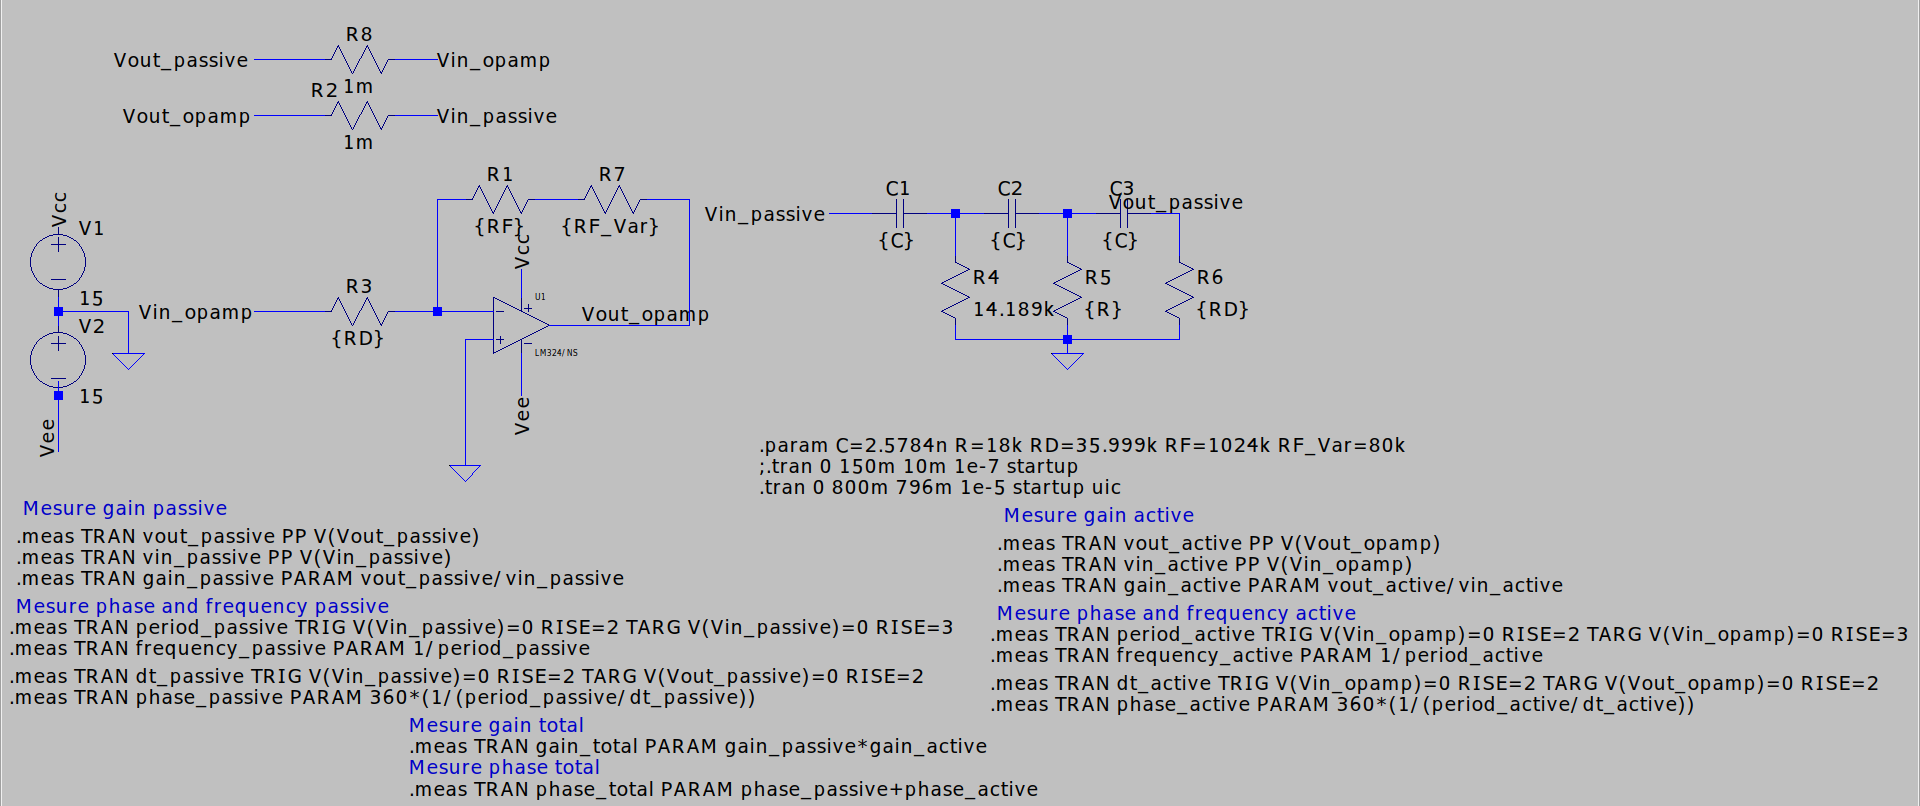 R8
Vout_passive
Vin_opamp
1m
R2
Vout_opamp
Vin_passive
1m
R1
R7
{RF}
{RF_Var}
Vcc
V1
15
V2
15
Vee
Vin_opamp
R3
{RD}
Vcc
U1
Vout_opamp
LM324/NS
Vee
Vin_passive
C1
C2
C3
Vout_passive
{C}
{C}
{C}
R4
14.189k
R5
{R}
R6
{RD}
.param C=2.5784n R=18k RD=35.999k RF=1024k RF_Var=80k
;.tran 0 150m 10m 1e-7 startup
.tran 0 800m 796m 1e-5 startup uic
Mesure gain passive
.meas TRAN vout_passive PP V(Vout_passive)
.meas TRAN vin_passive PP V(Vin_passive)
.meas TRAN gain_passive PARAM vout_passive/vin_passive
Mesure phase and frequency passive
.meas TRAN period_passive TRIG V(Vin_passive)=0 RISE=2 TARG V(Vin_passive)=0 RISE=3
.meas TRAN frequency_passive PARAM 1/period_passive
.meas TRAN dt_passive TRIG V(Vin_passive)=0 RISE=2 TARG V(Vout_passive)=0 RISE=2
.meas TRAN phase_passive PARAM 360*(1/(period_passive/dt_passive))
Mesure gain active
.meas TRAN vout_active PP V(Vout_opamp)
.meas TRAN vin_active PP V(Vin_opamp)
.meas TRAN gain_active PARAM vout_active/vin_active
Mesure phase and frequency active
.meas TRAN period_active TRIG V(Vin_opamp)=0 RISE=2 TARG V(Vin_opamp)=0 RISE=3
.meas TRAN frequency_active PARAM 1/period_active
.meas TRAN dt_active TRIG V(Vin_opamp)=0 RISE=2 TARG V(Vout_opamp)=0 RISE=2
.meas TRAN phase_active PARAM 360*(1/(period_active/dt_active))
Mesure gain total
.meas TRAN gain_total PARAM gain_passive*gain_active
Mesure phase total
.meas TRAN phase_total PARAM phase_passive+phase_active